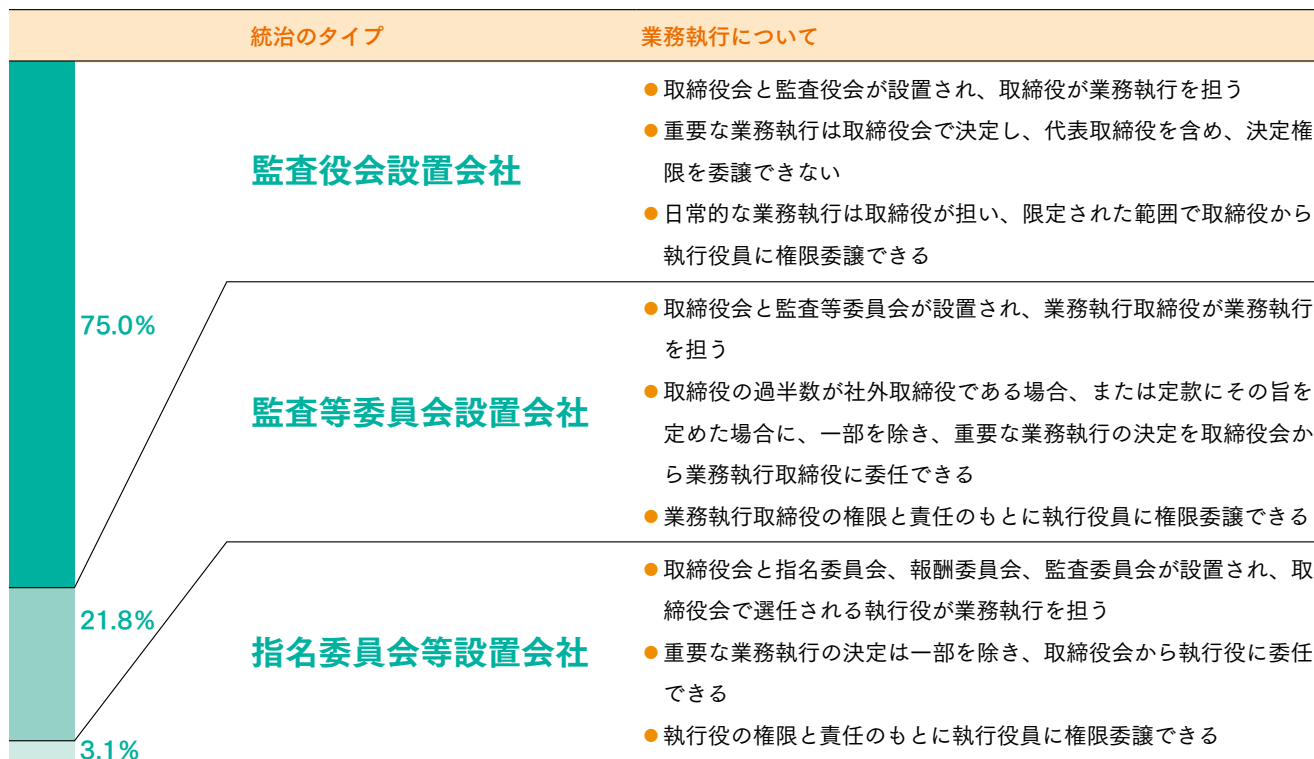 統治のタイプ
業務執行について
75.0%
監査役会設置会社
●取締役会と監査役会が設置され、取締役が業務執行を担う
●重要な業務執行は取締役会で決定し、代表取締役を含め、決定権
限を委譲できない
●日常的な業務執行は取締役が担い、限定された範囲で取締役から
執行役員に権限委譲できる
21.8%
監査等委員会設置会社
●取締役会と監査等委員会が設置され、業務執行取締役が業務執行
を担う
●取締役の過半数が社外取締役である場合、または定款にその旨を
定めた場合に、一部を除き、重要な業務執行の決定を取締役会か
ら業務執行取締役に委任できる
●業務執行取締役の権限と責任のもとに執行役員に権限委譲できる
3.1%
指名委員会等設置会社
●取締役会と指名委員会、報酬委員会、監査委員会が設置され、取
締役会で選任される執行役が業務執行を担う
●重要な業務執行の決定は一部を除き、取締役会から執行役に委任
できる
●執行役の権限と責任のもとに執行役員に権限委譲できる